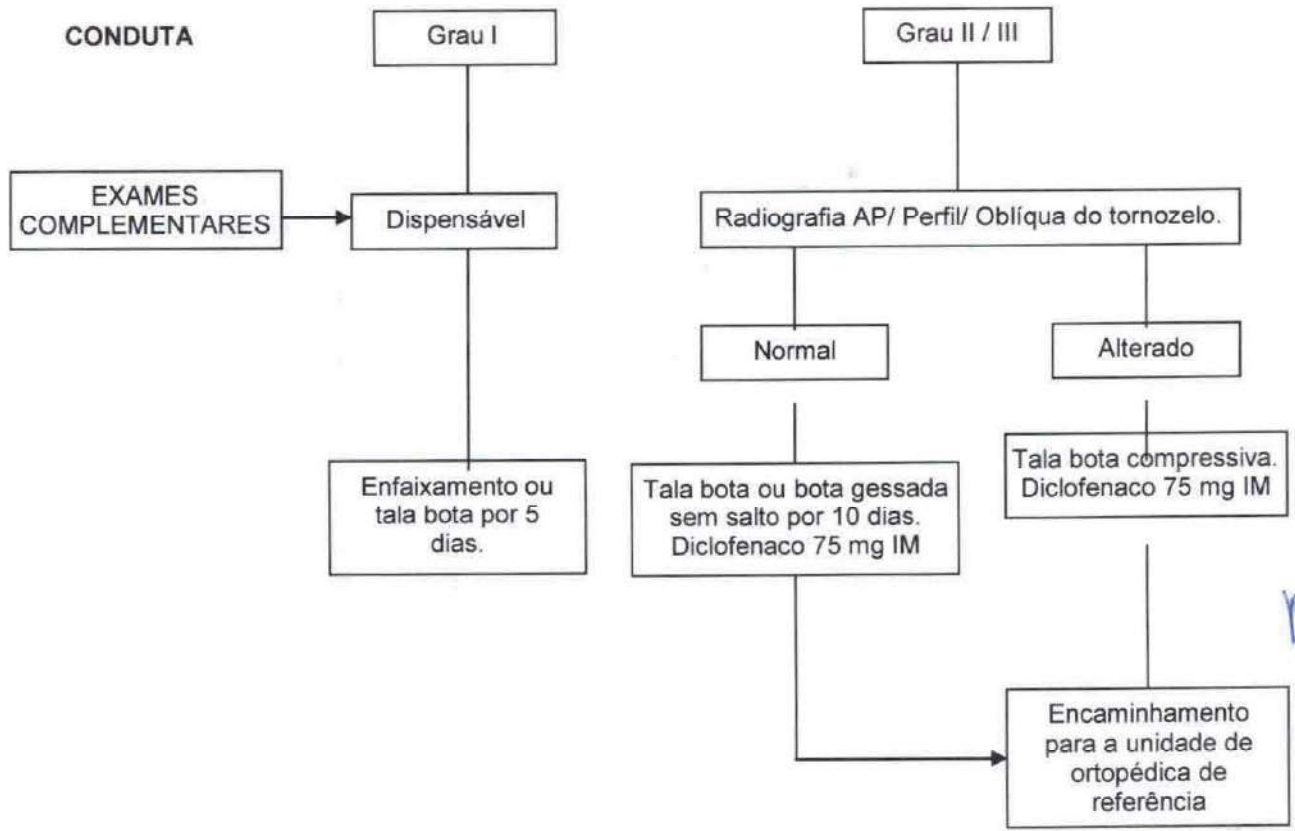 CONDUTA
Grau I
Grau II / III
EXAMES
COMPLEMENTARES
Dispensável
Radiografia AP/ Perfil/ Oblíqua do tornozelo.
Normal
Alterado
Enfaixamento ou
tala bota por 5
dias.
Tala bota ou bota gessada
sem salto por 10 dias.
Diclofenaco 75 mg IM
Tala bota compressiva.
Diclofenaco 75 mg IM
Encaminhamento
para a unidade de
ortopédica de
referência